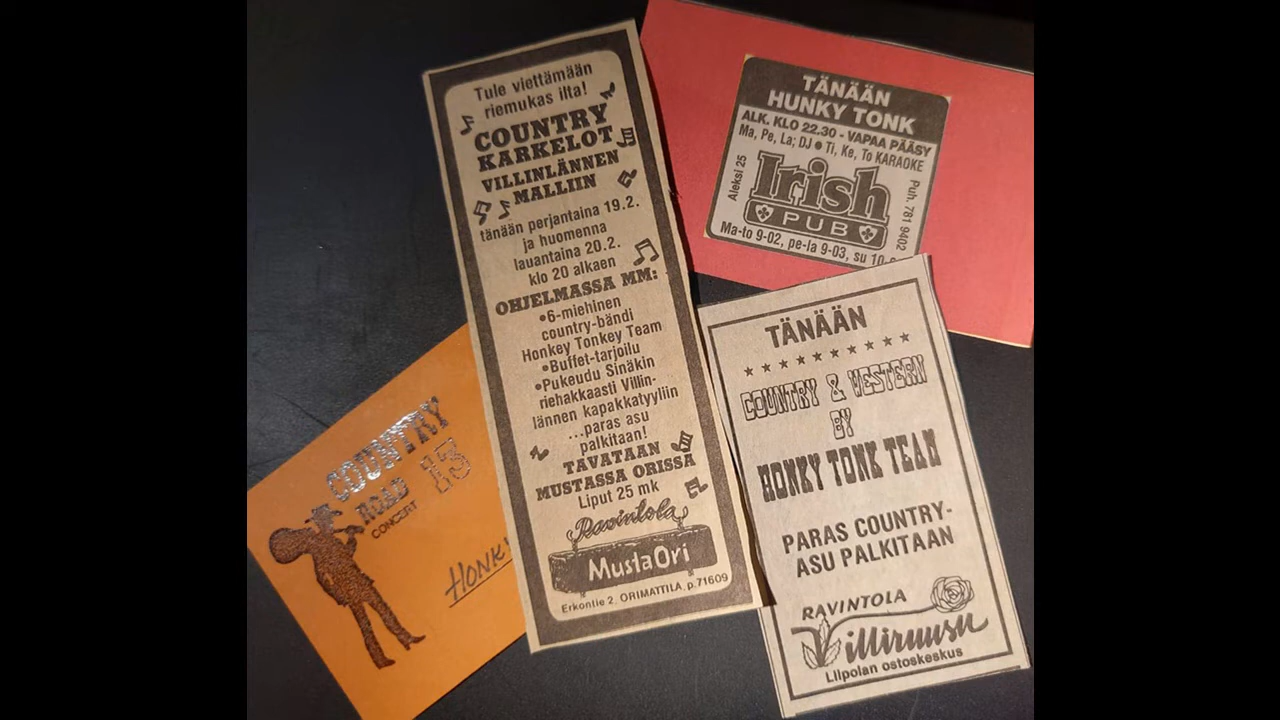 Tule viettämään
riemukas ilta!
COUNTRY
KARKELOT
VILLINLÄNNEN
MALLIIN
tänään perjantaina 19.2.
ja huomenna
lauantaina 20.2.
klo 20 alkaen
OHJELMASSA MM:
•6-miehinen
country-bändi
Honkey Tonkey Team
•Buffet-tarjoilu
•Pukeudu Sinäkin
riehakkaasti Villin-
lännen kapakkatyyliin
...paras asu
palkitaan!
TAVATAAN
MUSTASSA ORISSA
Liput 25 mk
Ravintola
MustaOri
Erkontie 2, ORIMATTILA, p.71609
TÄNÄÄN
HUNKY TONK
ALK. KLO 22.30 - VAPAA PÄÄSY
Ma, Pe, La; DJ • Ti, Ke, To KARAOKE
Aleksi 25
Irish
PUB
Puh. 781 9402
Ma-to 9-02, pe-la 9-03, su 10-
TÄNÄÄN
COUNTRY & VESTERN
BY
HONKY TONK TEAN
PARAS COUNTRY-
ASU PALKITAAN
RAVINTOLA
Villiruusu
Liipolan ostoskeskus
COUNTRY
ROAD 13
CONCERT
HONKY